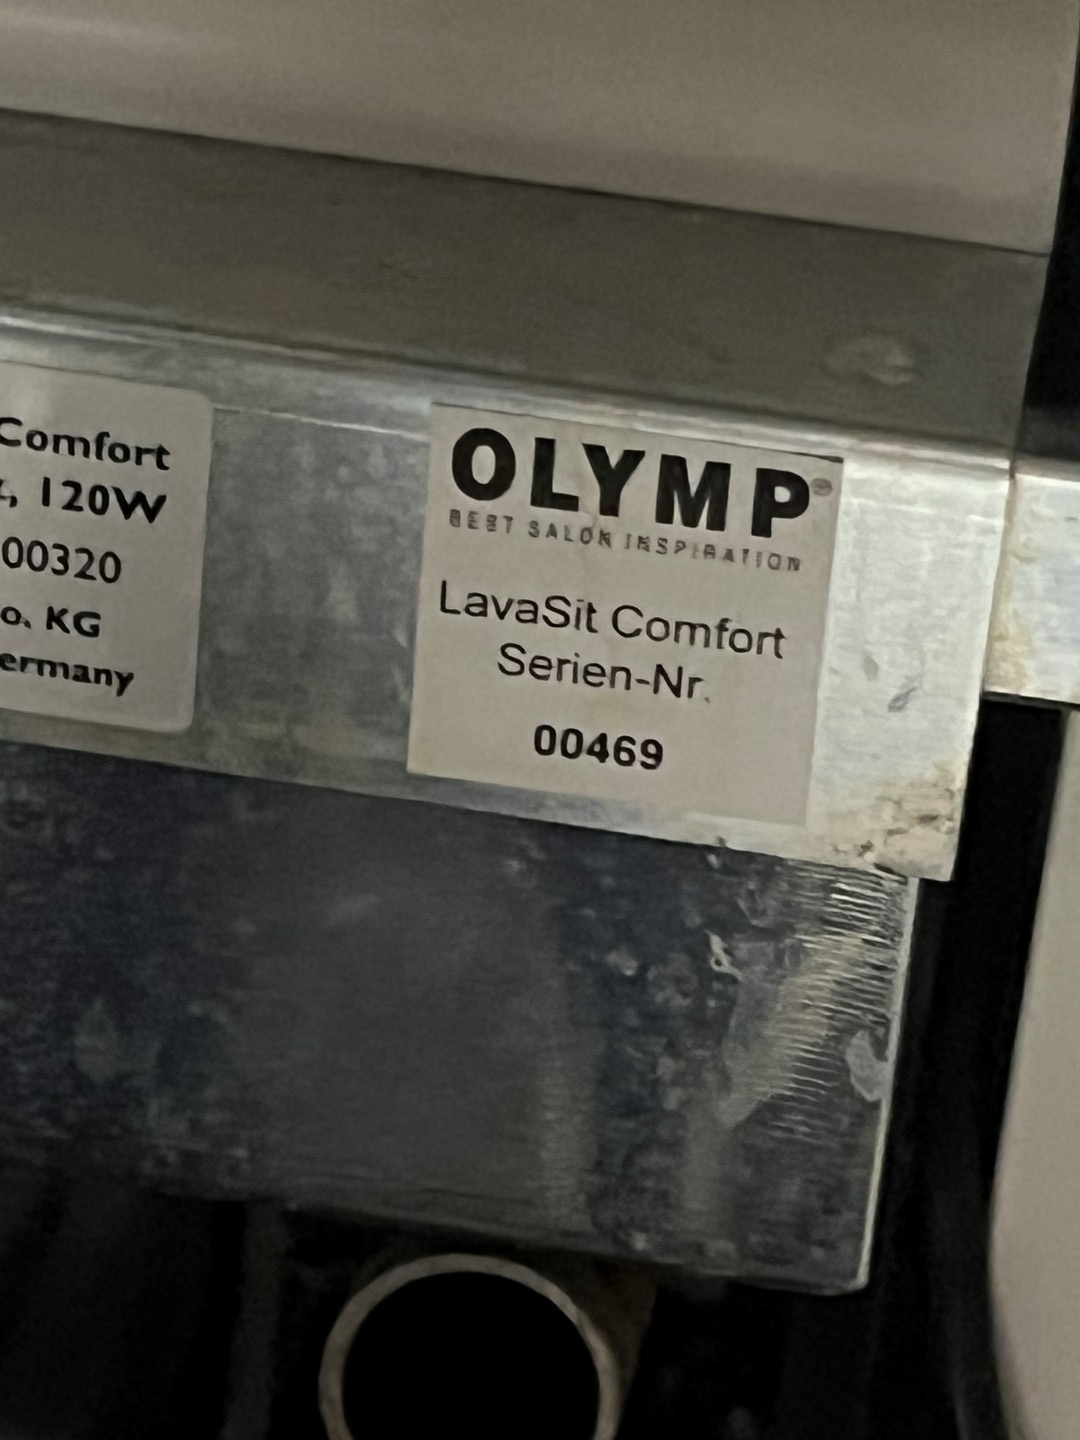 Comfort
, 120W
00320
o. KG
ermany
OLYMP®
BEST SALON INSPIRATION
LavaSit Comfort
Serien-Nr.
00469